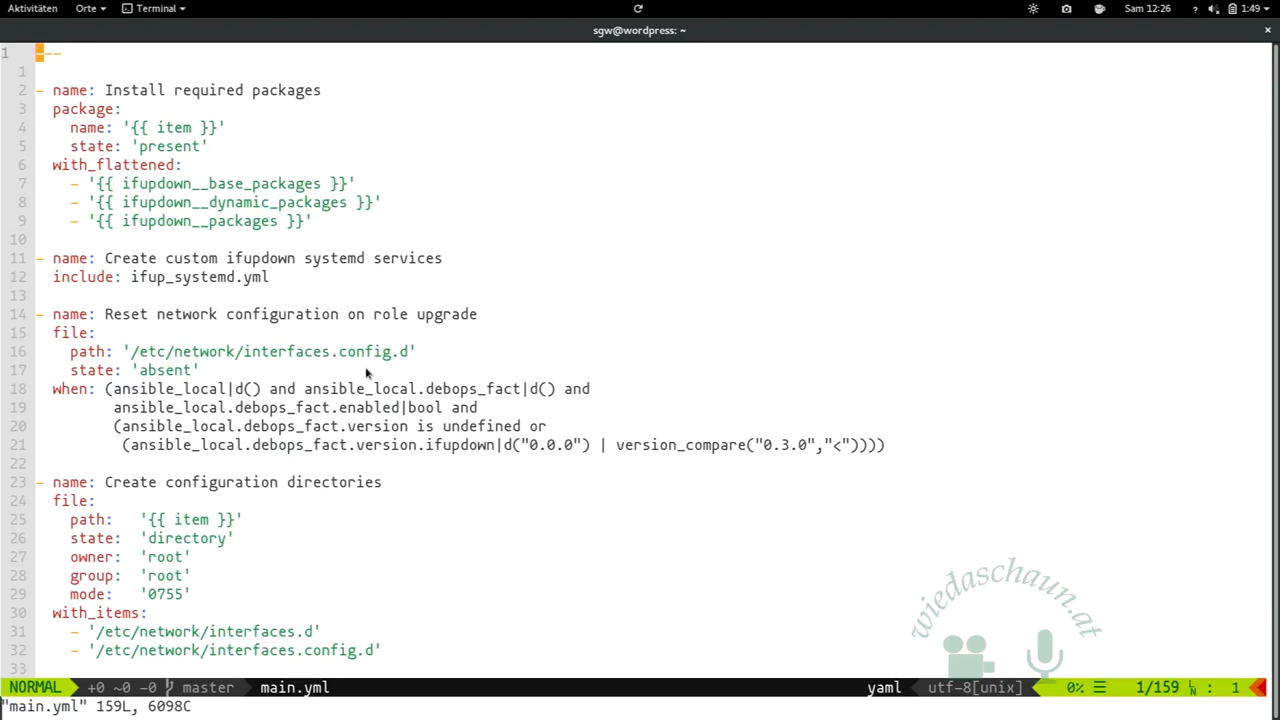 Aktivitäten Orte Terminal Sam 12:26 ? 1:49
sgw@wordpress: ~ ×
1 ---
1
2 - name: Install required packages
3 package:
4 name: '{{ item }}'
5 state: 'present'
6 with_flattened:
7 - '{{ ifupdown__base_packages }}'
8 - '{{ ifupdown__dynamic_packages }}'
9 - '{{ ifupdown__packages }}'
10
11 - name: Create custom ifupdown systemd services
12 include: ifup_systemd.yml
13
14 - name: Reset network configuration on role upgrade
15 file:
16 path: '/etc/network/interfaces.config.d'
17 state: 'absent'
18 when: (ansible_local|d() and ansible_local.debops_fact|d() and
19 ansible_local.debops_fact.enabled|bool and
20 (ansible_local.debops_fact.version is undefined or
21 (ansible_local.debops_fact.version.ifupdown|d("0.0.0") | version_compare("0.3.0","<"))))
22
23 - name: Create configuration directories
24 file:
25 path: '{{ item }}'
26 state: 'directory'
27 owner: 'root'
28 group: 'root'
29 mode: '0755'
30 with_items:
31 - '/etc/network/interfaces.d'
32 - '/etc/network/interfaces.config.d'
33
wiedaschaun.at
NORMAL +0 ~0 -0 master main.yml yaml utf-8[unix] 0% ☰ 1/159 LN : 1
"main.yml" 159L, 6098C